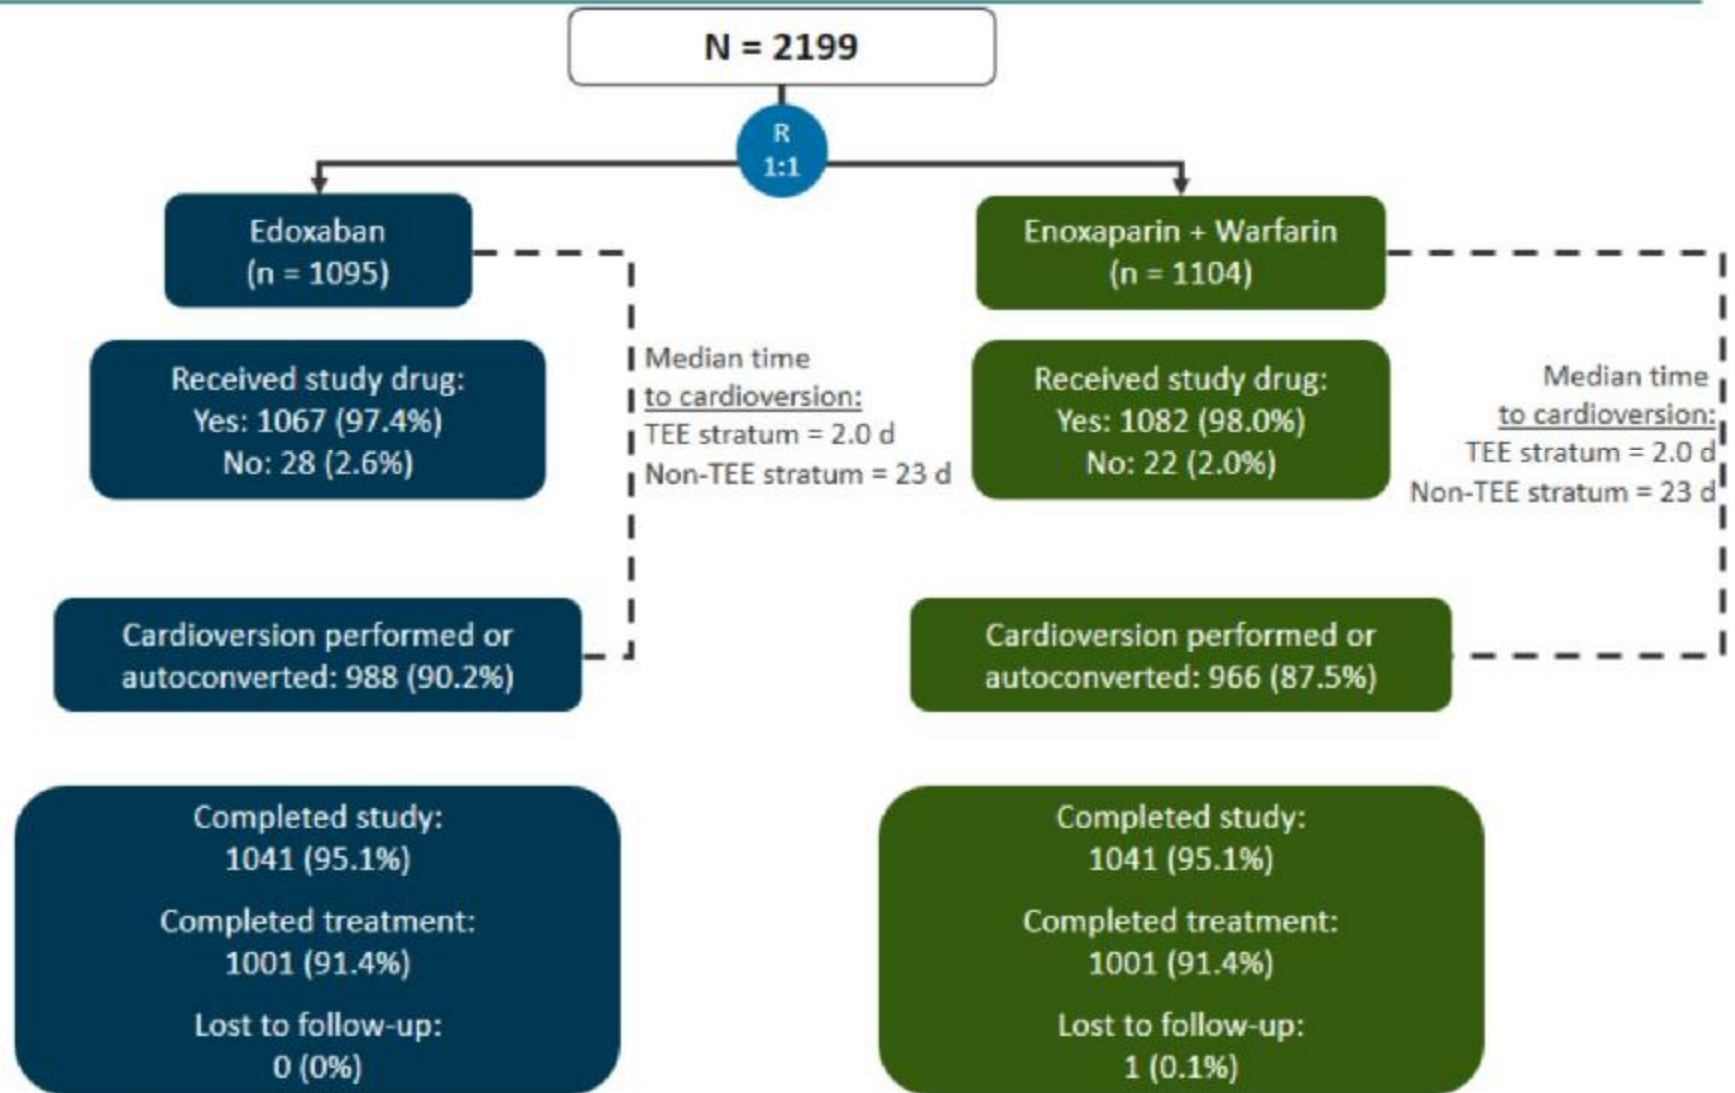 N = 2199
R
1:1
Edoxaban
(n = 1095)
Enoxaparin + Warfarin
(n = 1104)
Received study drug:
Yes: 1067 (97.4%)
No: 28 (2.6%)
Median time
to cardioversion:
TEE stratum = 2.0 d
Non-TEE stratum = 23 d
Received study drug:
Yes: 1082 (98.0%)
No: 22 (2.0%)
Median time
to cardioversion:
TEE stratum = 2.0 d
Non-TEE stratum = 23 d
Cardioversion performed or
autoconverted: 988 (90.2%)
Cardioversion performed or
autoconverted: 966 (87.5%)
Completed study:
1041 (95.1%)
Completed treatment:
1001 (91.4%)
Lost to follow-up:
0 (0%)
Completed study:
1041 (95.1%)
Completed treatment:
1001 (91.4%)
Lost to follow-up:
1 (0.1%)